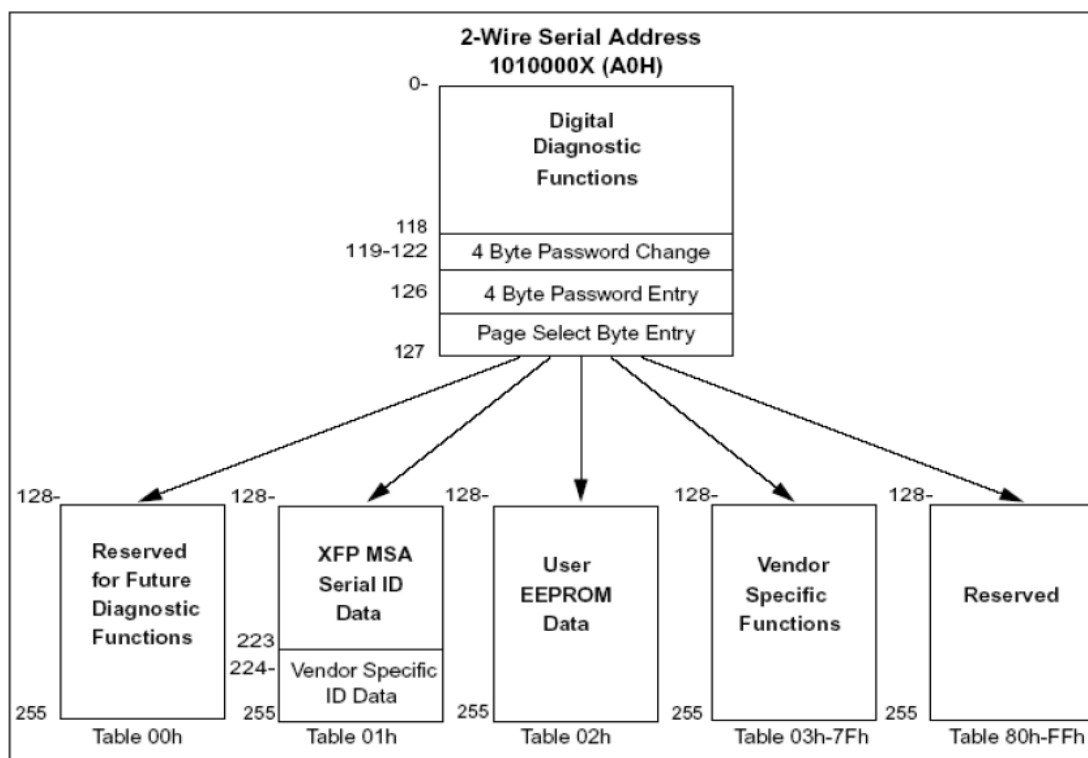 2-Wire Serial Address
1010000X (A0H)
0-
Digital
Diagnostic
Functions
118
119-122
4 Byte Password Change
126
4 Byte Password Entry
Page Select Byte Entry
127
128-
Reserved
for Future
Diagnostic
Functions
255
Table 00h
128-
XFP MSA
Serial ID
Data
223
224-
Vendor Specific
ID Data
255
Table 01h
128-
User
EEPROM
Data
255
Table 02h
128-
Vendor
Specific
Functions
255
Table 03h-7Fh
128-
Reserved
255
Table 80h-FFh